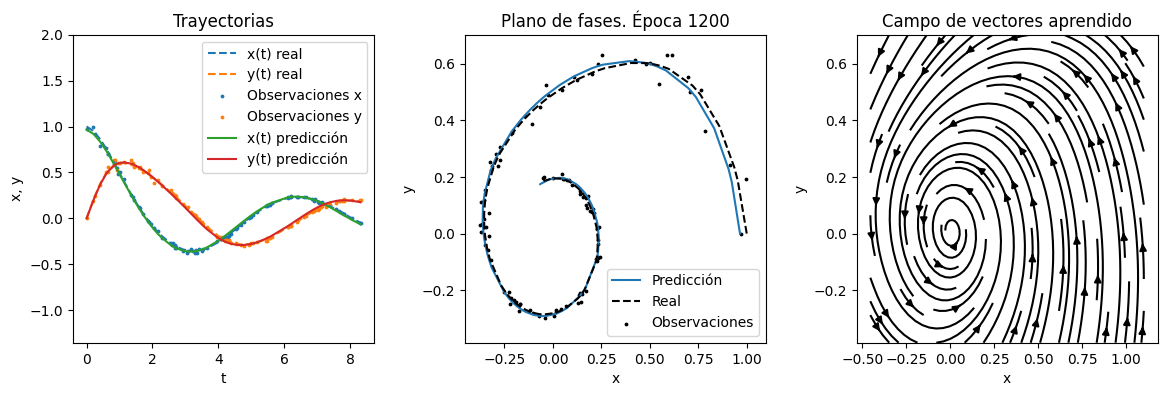 Trayectorias
x, y
2.0
1.5
1.0
0.5
0.0
−0.5
−1.0
x(t) real
y(t) real
Observaciones x
Observaciones y
x(t) predicción
y(t) predicción
0 2 4 6 8
t
Plano de fases. Época 1200
y
0.6
0.4
0.2
0.0
−0.2
Predicción
Real
Observaciones
−0.25 0.00 0.25 0.50 0.75 1.00
x
Campo de vectores aprendido
y
0.6
0.4
0.2
0.0
−0.2
−0.50 −0.25 0.00 0.25 0.50 0.75 1.00
x